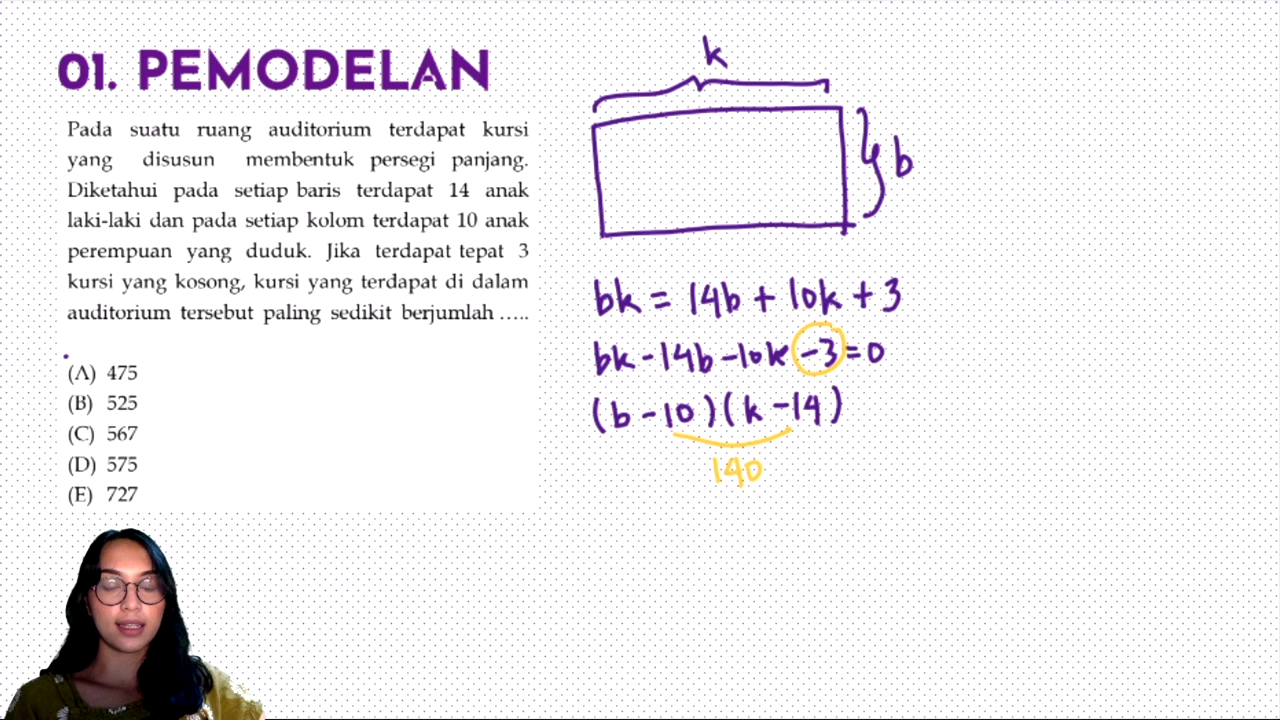 01. PEMODELAN
Pada suatu ruang auditorium terdapat kursi
yang disusun membentuk persegi panjang.
Diketahui pada setiap baris terdapat 14 anak
laki-laki dan pada setiap kolom terdapat 10 anak
perempuan yang duduk. Jika terdapat tepat 3
kursi yang kosong, kursi yang terdapat di dalam
auditorium tersebut paling sedikit berjumlah .....
(A) 475
(B) 525
(C) 567
(D) 575
(E) 727
k
b
bk = 14b + 10k + 3
bk - 14b - 10k - 3 = 0
(b - 10)(k - 14)
140